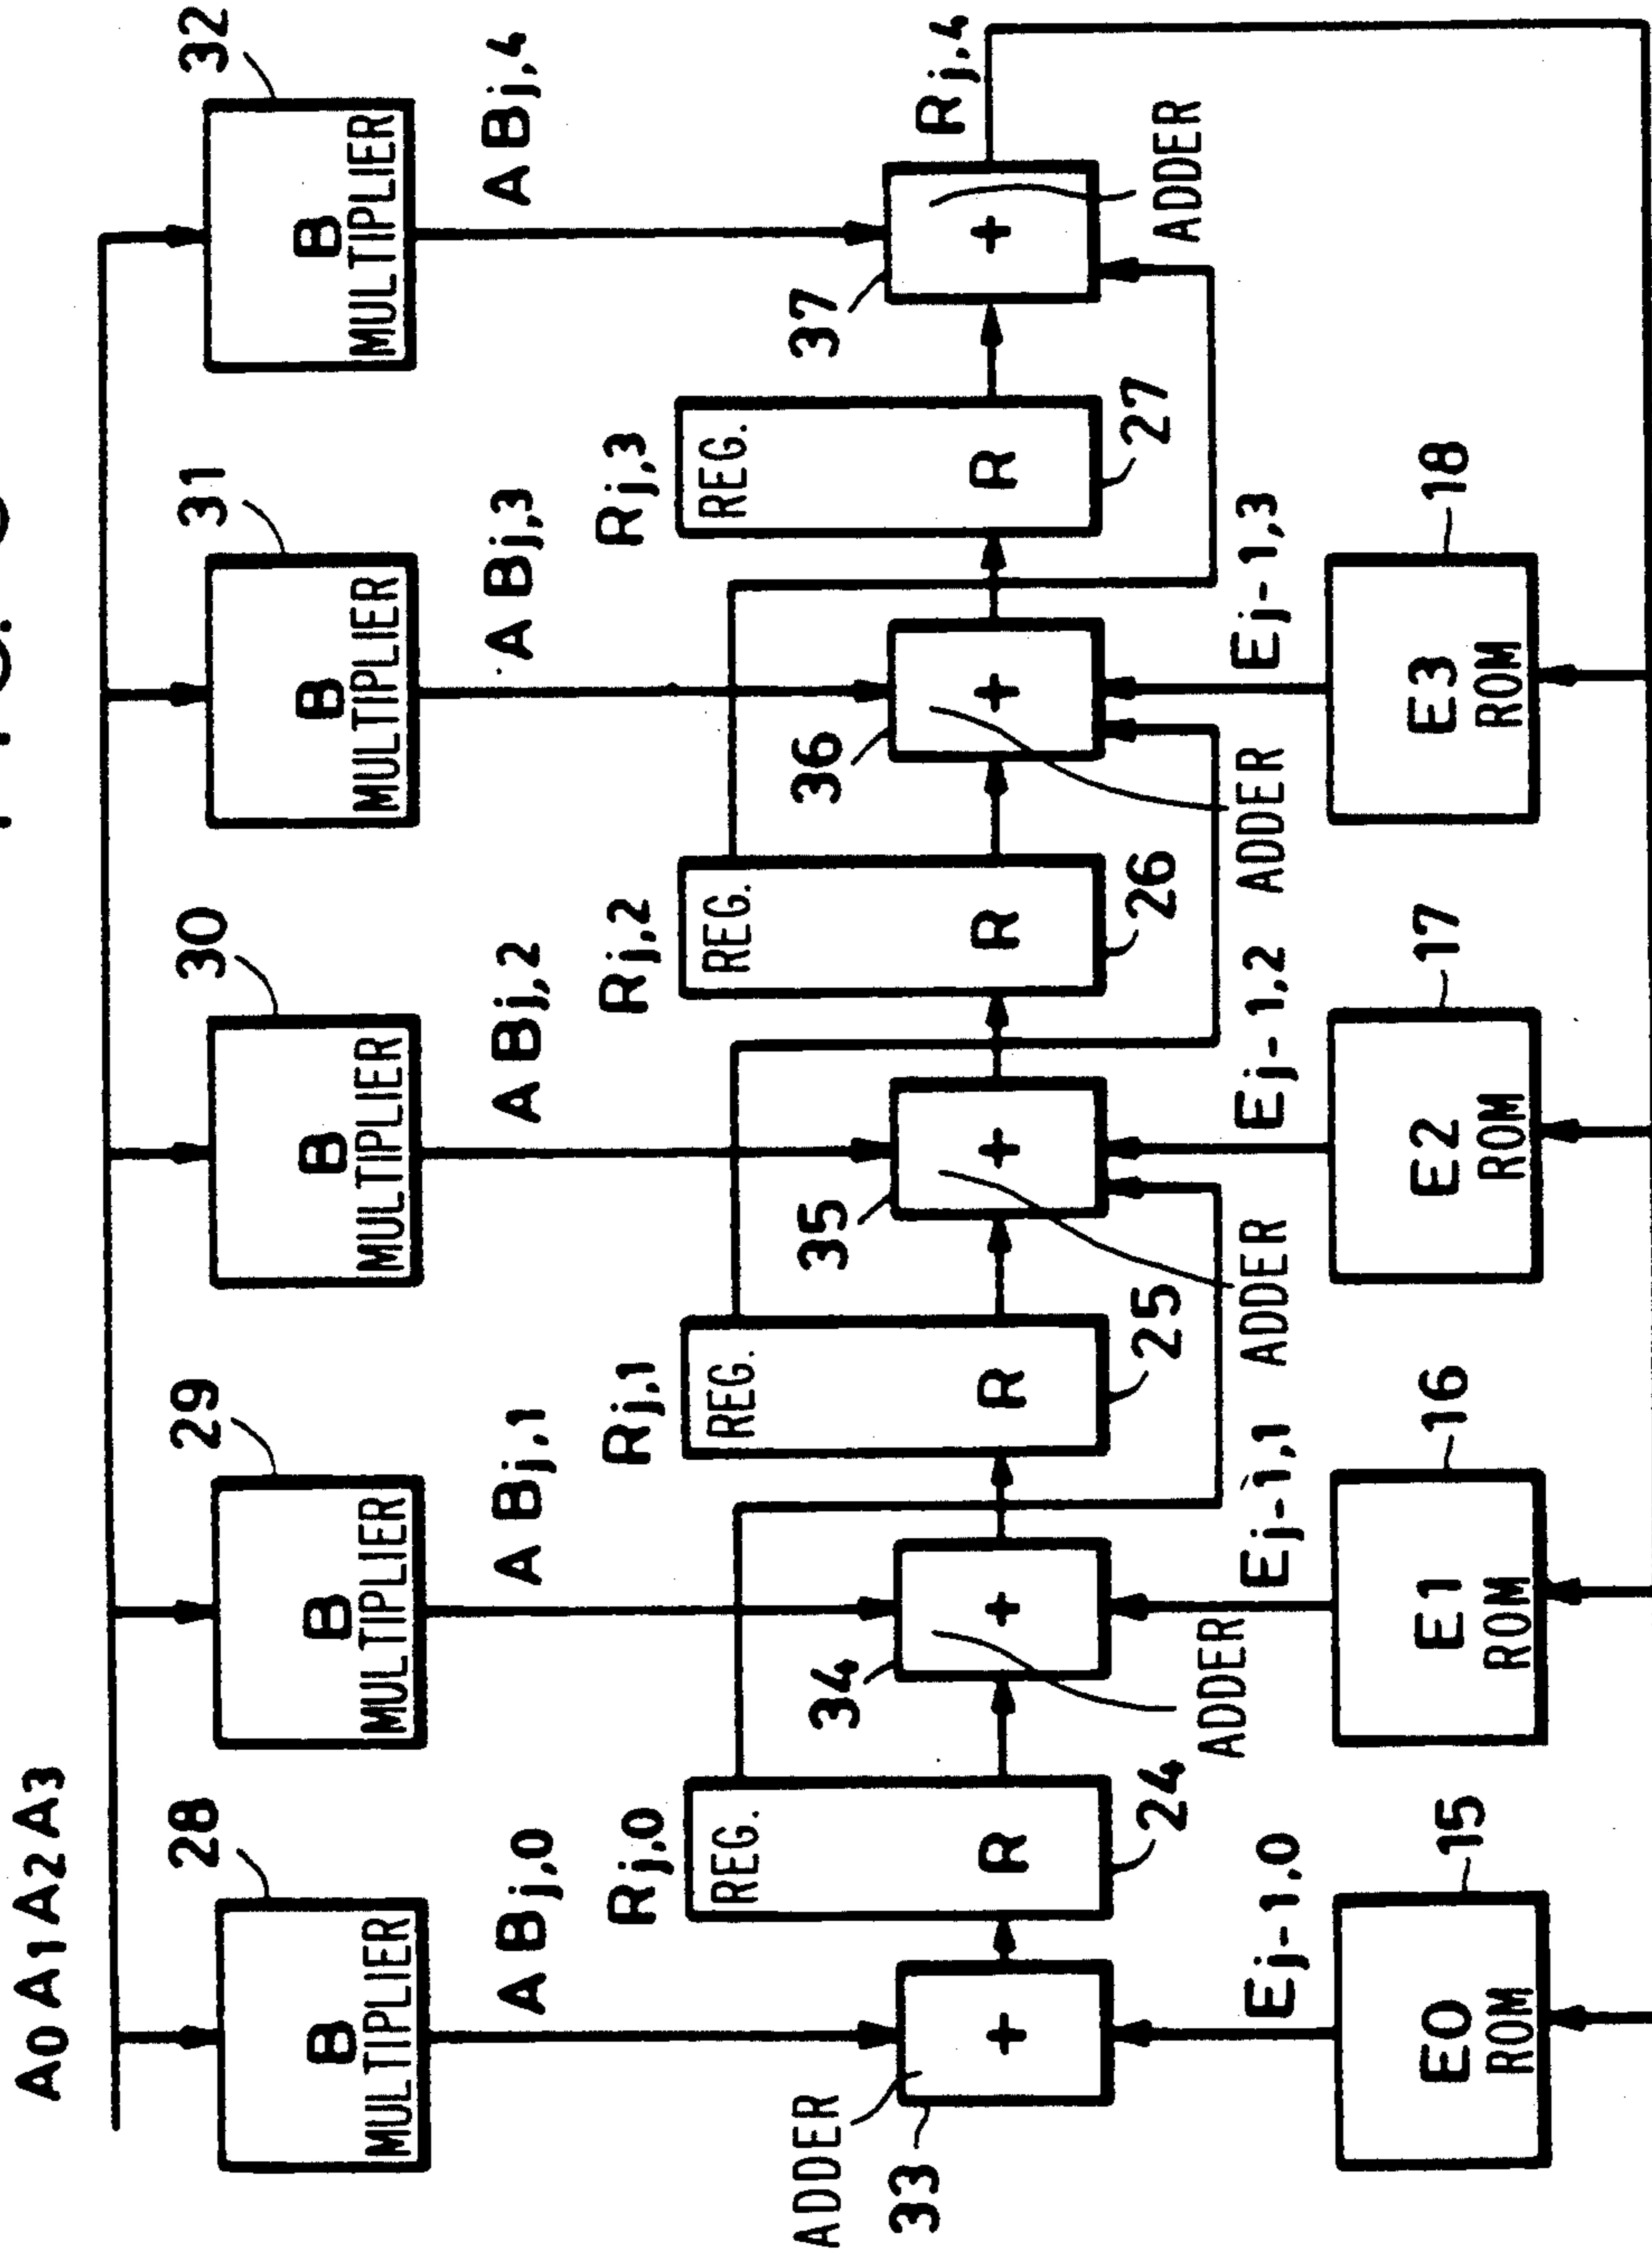 A0 A1 A2 A3
28
29
30
31
32
B
MULTIPLIER
B
MULTIPLIER
B
MULTIPLIER
B
MULTIPLIER
B
MULTIPLIER
A Bj,0
A Bj,1
A Bj,2
A Bj,3
A Bj,4
Rj,0
Rj,1
Rj,2
Rj,3
Rj,4
REG.
R
REG.
R
REG.
R
REG.
R
ADDER
33
+
34
+
35
+
36
+
37
+
24
25
26
27
ADDER
ADDER
ADDER
ADDER
Ej-1,0
Ej-1,1
Ej-1,2
Ej-1,3
15
16
17
18
E0
ROM
E1
ROM
E2
ROM
E3
ROM